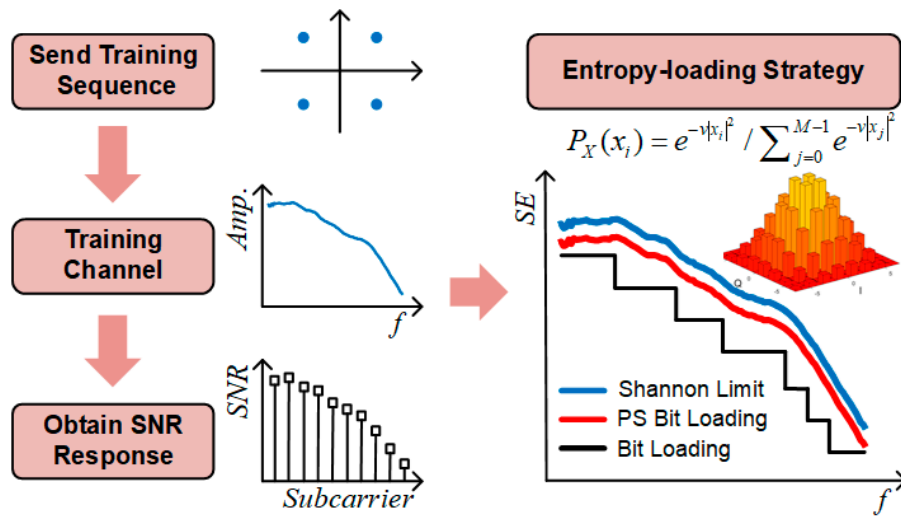 Send Training
Sequence
Training
Channel
Obtain SNR
Response
Amp.
f
SNR
Subcarrier
Entropy-loading Strategy
P_X(x_i) = e^{-v|x_i|^2} / ∑_{j=0}^{M-1} e^{-v|x_j|^2}
SE
Q
I
Shannon Limit
PS Bit Loading
Bit Loading
f